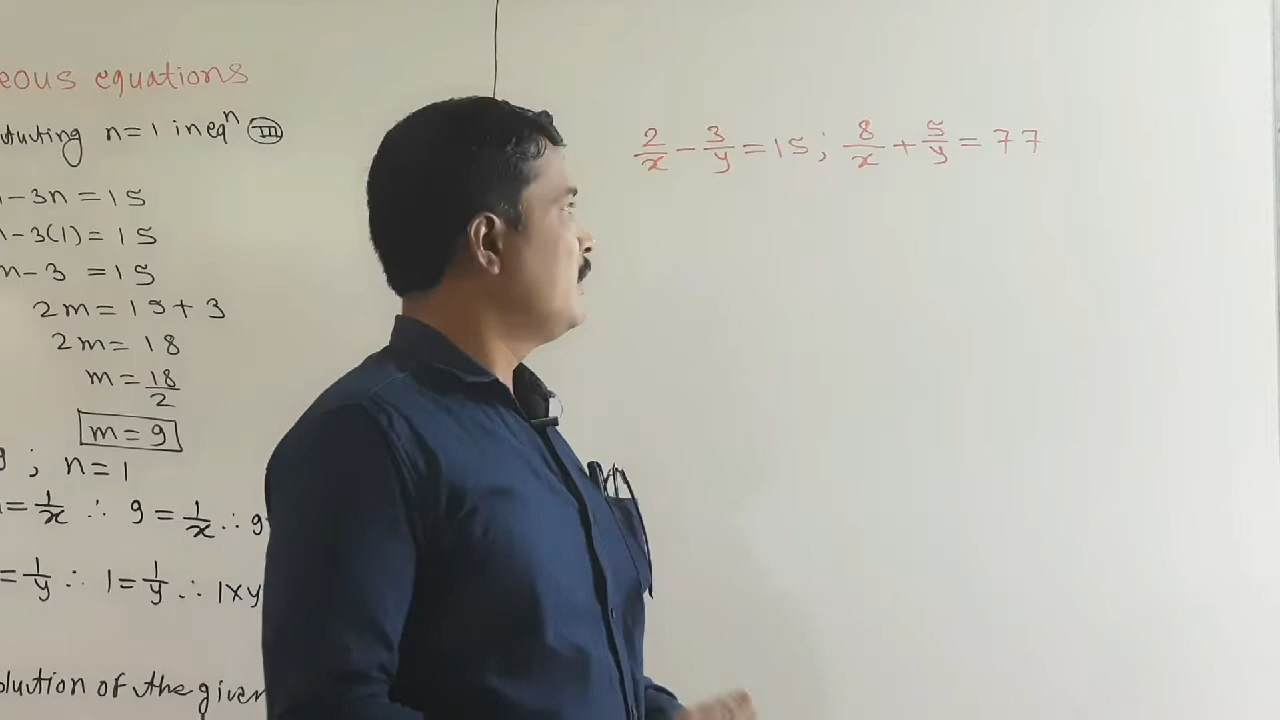 eous equations
tuting n=1 in eqⁿ (III)
- 3n = 15
- 3(1) = 15
m - 3 = 15
2m = 15 + 3
2m = 18
m = 18/2
m = 9
; n = 1
= 1/x ∴ 9 = 1/x ∴ 9
= 1/y ∴ 1 = 1/y ∴ 1×y
olution of the given
2/x - 3/y = 15; 8/x + 5/y = 77